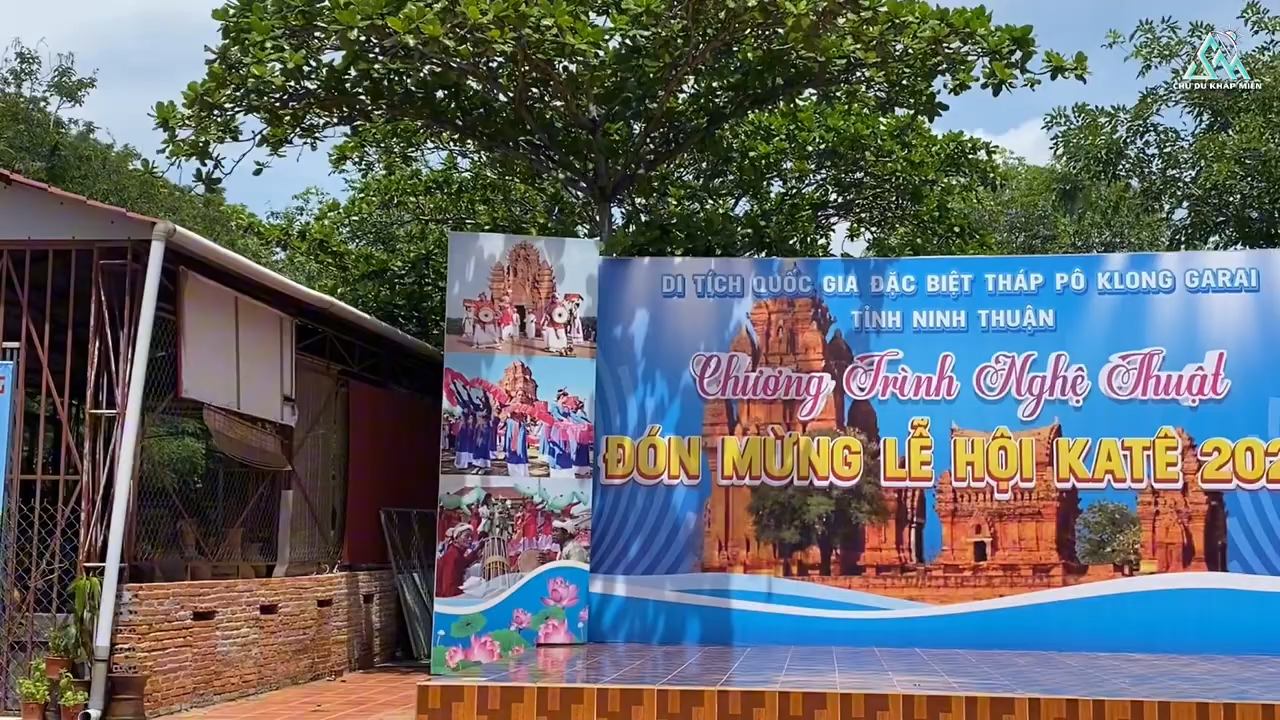 CHU DU KHẮP MIỀN
DI TÍCH QUỐC GIA ĐẶC BIỆT THÁP PÔ KLONG GARAI
TỈNH NINH THUẬN
Chương Trình Nghệ Thuật
ĐÓN MỪNG LỄ HỘI KATÊ 202